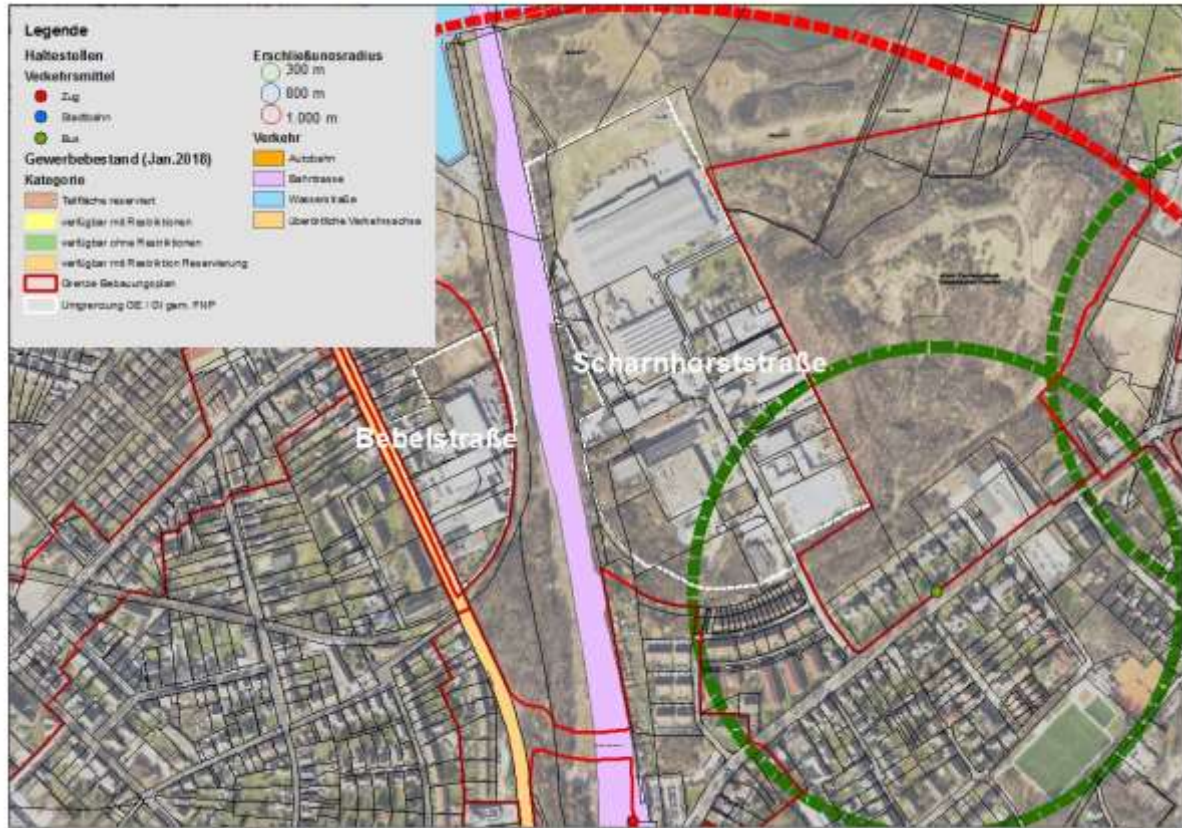 Legende
Haltestellen
Verkehrsmittel
Zug
Stadtbahn
Bus
Gewerbebestand (Jan.2018)
Kategorie
Teilfläche reserviert
verfügbar mit Restriktionen
verfügbar ohne Restriktionen
verfügbar mit Restriktion Reservierung
Grenze Bebauungsplan
Umgrenzung GE / GI gem. FNP
Erschließungsradius
300 m
600 m
1.000 m
Verkehr
Autobahn
Bahntrasse
Wasserstraße
überörtliche Verkehrsachse
Scharnhorststraße
Bebelstraße